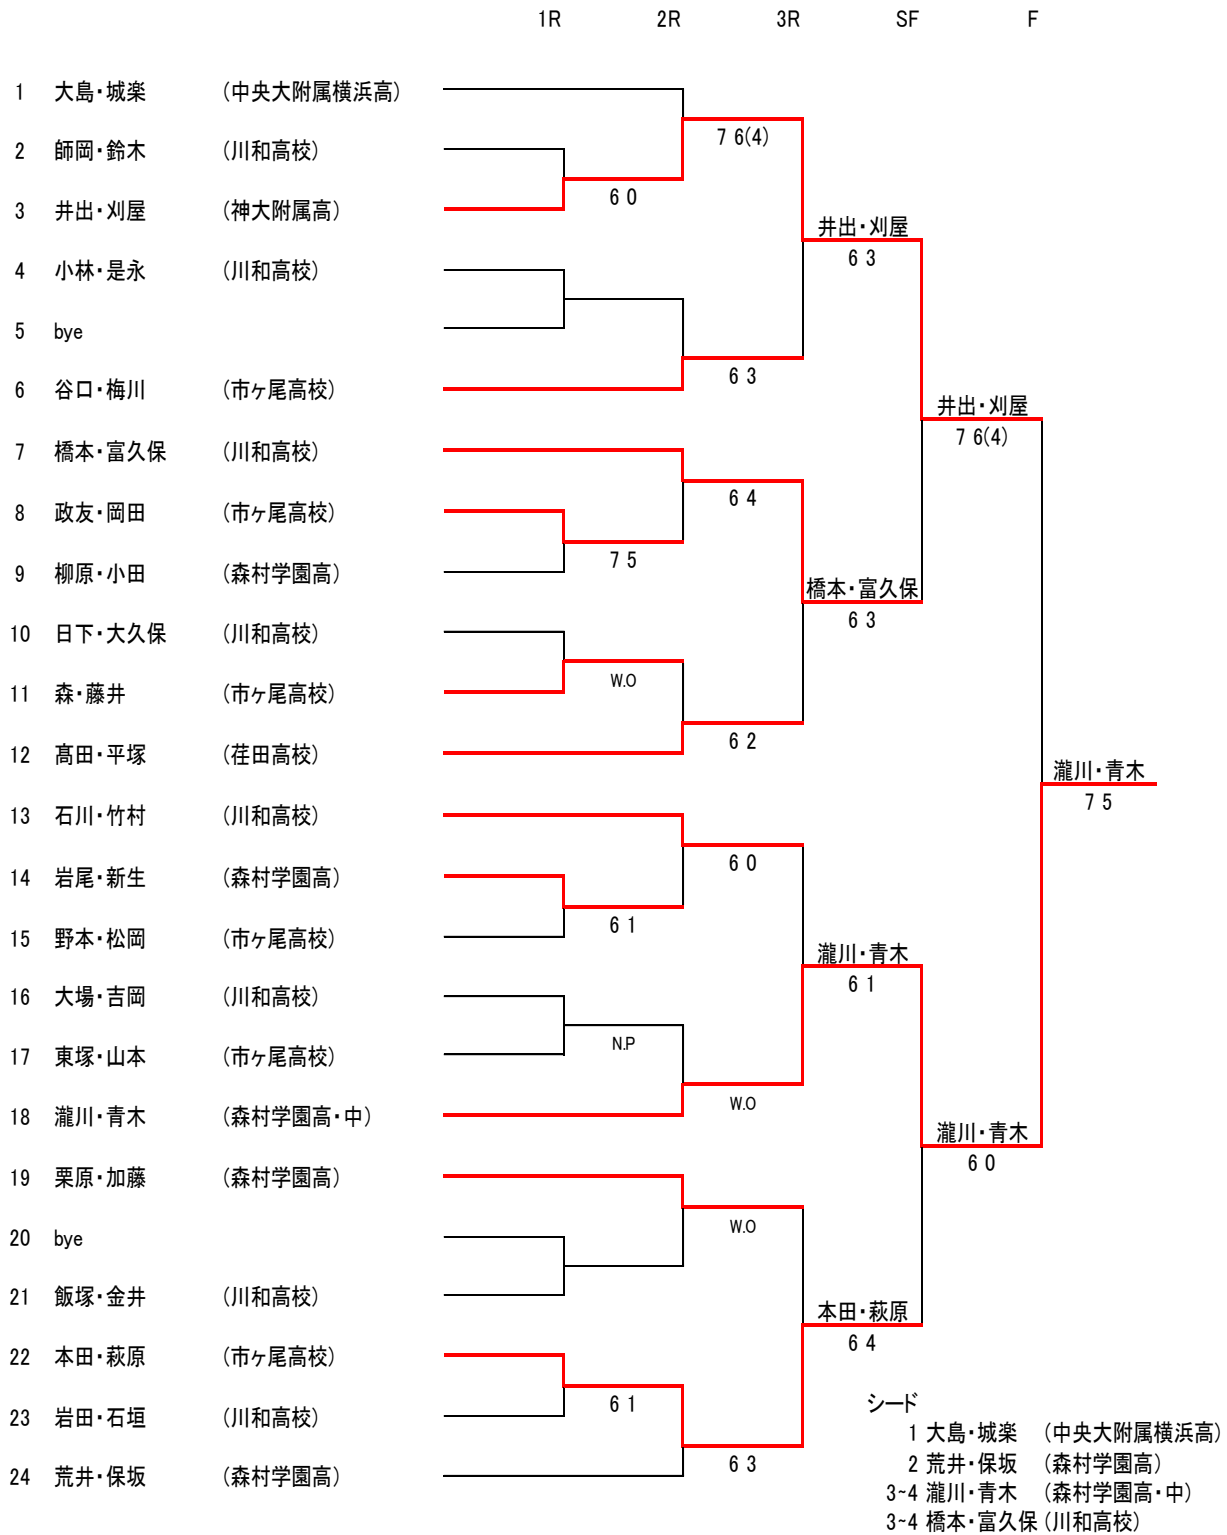 1R 2R 3R SF F
1 大島・城楽 (中央大附属横浜高)
7 6(4)
2 師岡・鈴木 (川和高校)
6 0
3 井出・刈屋 (神大附属高)
井出・刈屋
6 3
4 小林・是永 (川和高校)
5 bye
6 3
6 谷口・梅川 (市ヶ尾高校)
井出・刈屋
7 6(4)
7 橋本・富久保 (川和高校)
6 4
8 政友・岡田 (市ヶ尾高校)
7 5
9 柳原・小田 (森村学園高)
橋本・富久保
6 3
10 日下・大久保 (川和高校)
W.O
11 森・藤井 (市ヶ尾高校)
6 2
12 髙田・平塚 (荏田高校)
瀧川・青木
7 5
13 石川・竹村 (川和高校)
6 0
14 岩尾・新生 (森村学園高)
6 1
15 野本・松岡 (市ヶ尾高校)
瀧川・青木
6 1
16 大場・吉岡 (川和高校)
N.P
17 東塚・山本 (市ヶ尾高校)
W.O
18 瀧川・青木 (森村学園高・中)
瀧川・青木
6 0
19 栗原・加藤 (森村学園高)
W.O
20 bye
21 飯塚・金井 (川和高校)
本田・萩原
6 4
22 本田・萩原 (市ヶ尾高校)
6 1
23 岩田・石垣 (川和高校)
6 3
24 荒井・保坂 (森村学園高)
シード
1 大島・城楽 (中央大附属横浜高)
2 荒井・保坂 (森村学園高)
3~4 瀧川・青木 (森村学園高・中)
3~4 橋本・富久保 (川和高校)